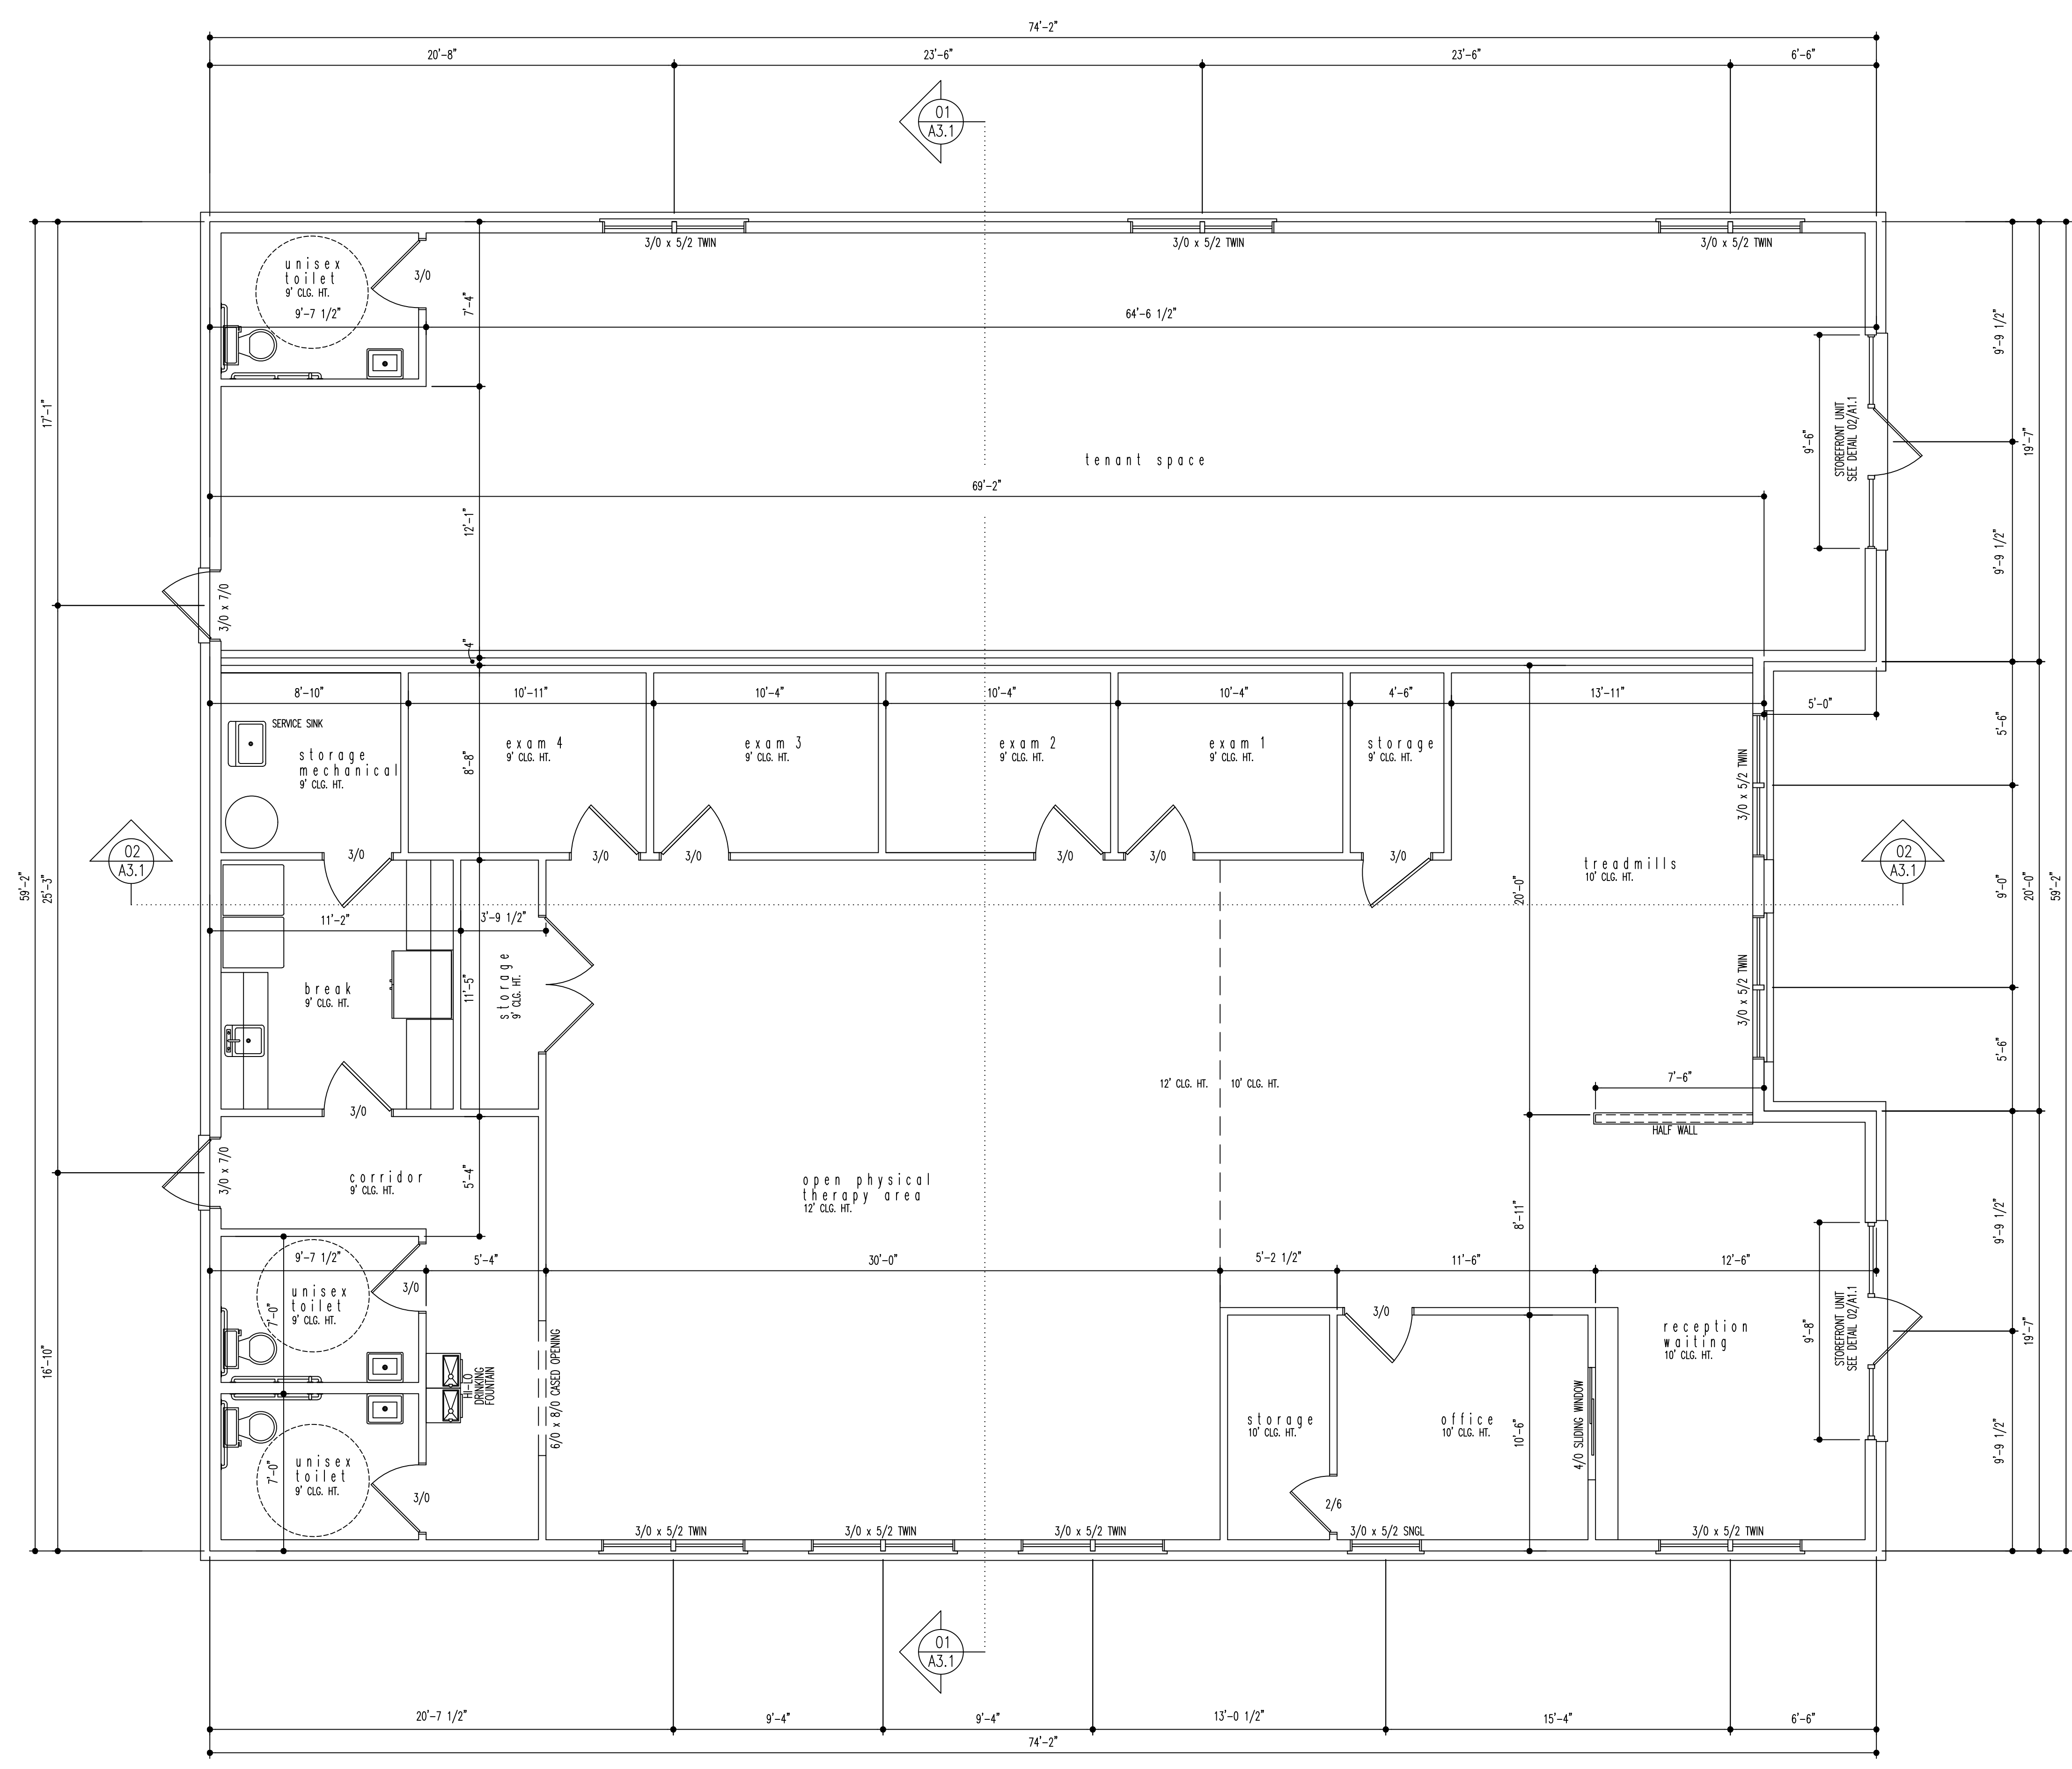 74'-2"
20'-8"
23'-6"
23'-6"
6'-6"
01
A3.1
3/0 x 5/2 TWIN
3/0 x 5/2 TWIN
3/0 x 5/2 TWIN
unisex
toilet
9' CLG. HT.
3/0
9'-7 1/2"
7'-4"
64'-6 1/2"
9'-9 1/2"
17'-1"
tenant space
9'-6"
STOREFRONT UNIT
SEE DETAIL 02/A1.1
19'-7"
69'-2"
12'-1"
9'-9 1/2"
3/0 x 7/0
4"
8'-10"
10'-11"
10'-4"
10'-4"
10'-4"
4'-6"
13'-11"
5'-0"
5'-6"
SERVICE SINK
storage
mechanical
9' CLG. HT.
8'-8"
exam 4
9' CLG. HT.
exam 3
9' CLG. HT.
exam 2
9' CLG. HT.
exam 1
9' CLG. HT.
storage
9' CLG. HT.
3/0 x 5/2 TWIN
02
A3.1
59'-2"
25'-3"
3/0
3/0
3/0
3/0
3/0
3/0
treadmills
10' CLG. HT.
20'-0"
02
A3.1
9'-0"
20'-0"
59'-2"
11'-2"
3'-9 1/2"
break
9' CLG. HT.
11'-5"
storage
9' CLG. HT.
3/0 x 5/2 TWIN
5'-6"
12' CLG. HT.
10' CLG. HT.
7'-6"
HALF WALL
3/0
3/0 x 7/0
corridor
9' CLG. HT.
5'-4"
open physical
therapy area
12' CLG. HT.
8'-11"
9'-9 1/2"
9'-7 1/2"
5'-4"
30'-0"
5'-2 1/2"
11'-6"
12'-6"
unisex
toilet
9' CLG. HT.
7'-0"
3/0
3/0
reception
waiting
10' CLG. HT.
9'-8"
STOREFRONT UNIT
SEE DETAIL 02/A1.1
19'-7"
16'-10"
HI-LO
DRINKING
FOUNTAIN
6/0 x 8/0 CASED OPENING
storage
10' CLG. HT.
office
10' CLG. HT.
10'-6"
4/0 SLIDING WINDOW
9'-9 1/2"
unisex
toilet
9' CLG. HT.
7'-0"
3/0
2/6
3/0 x 5/2 TWIN
3/0 x 5/2 TWIN
3/0 x 5/2 TWIN
3/0 x 5/2 SNGL
3/0 x 5/2 TWIN
01
A3.1
20'-7 1/2"
9'-4"
9'-4"
13'-0 1/2"
15'-4"
6'-6"
74'-2"